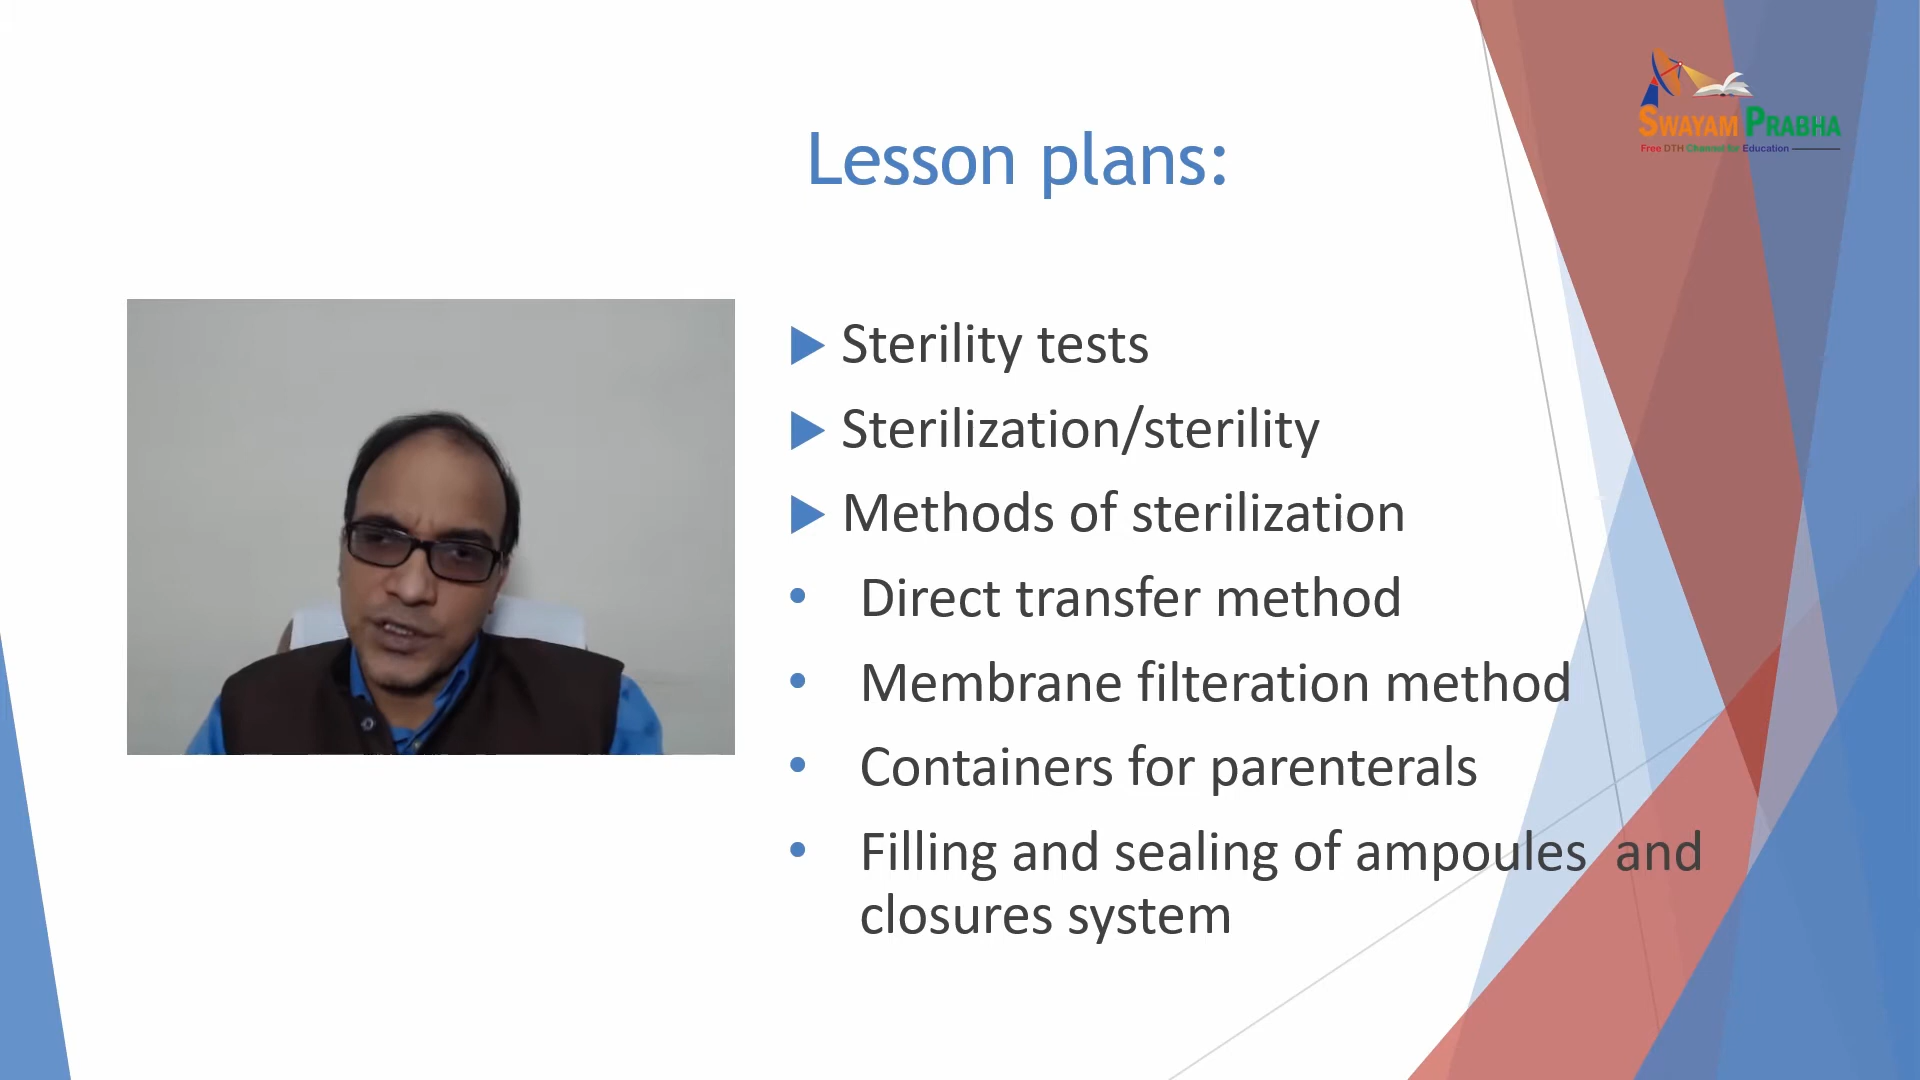 SWAYAM PRABHA
Free DTH Channel for Education
Lesson plans:
Sterility tests
Sterilization/sterility
Methods of sterilization
• Direct transfer method
• Membrane filteration method
• Containers for parenterals
• Filling and sealing of ampoules and
closures system